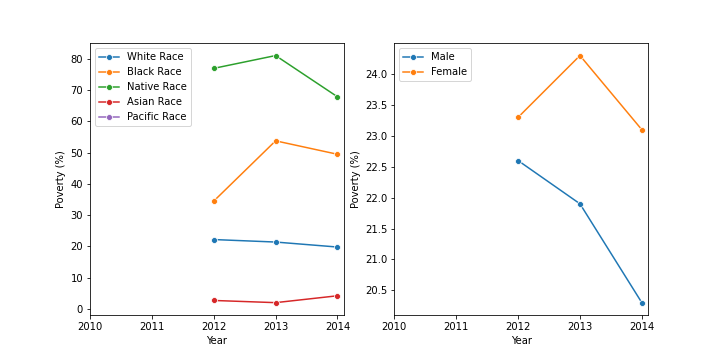 White Race
Black Race
Native Race
Asian Race
Pacific Race
80
70
60
50
40
30
20
10
0
Poverty (%)
2010 2011 2012 2013 2014
Year
Male
Female
24.0
23.5
23.0
22.5
22.0
21.5
21.0
20.5
Poverty (%)
2010 2011 2012 2013 2014
Year